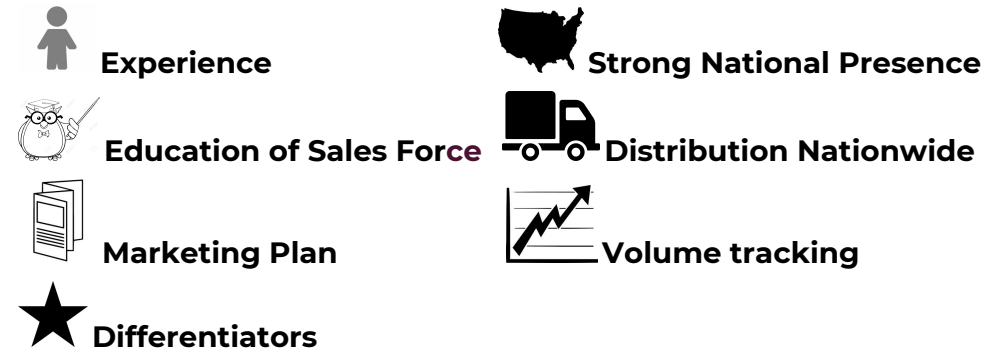 Experience
Strong National Presence
Education of Sales Force
Distribution Nationwide
Marketing Plan
Volume tracking
Differentiators